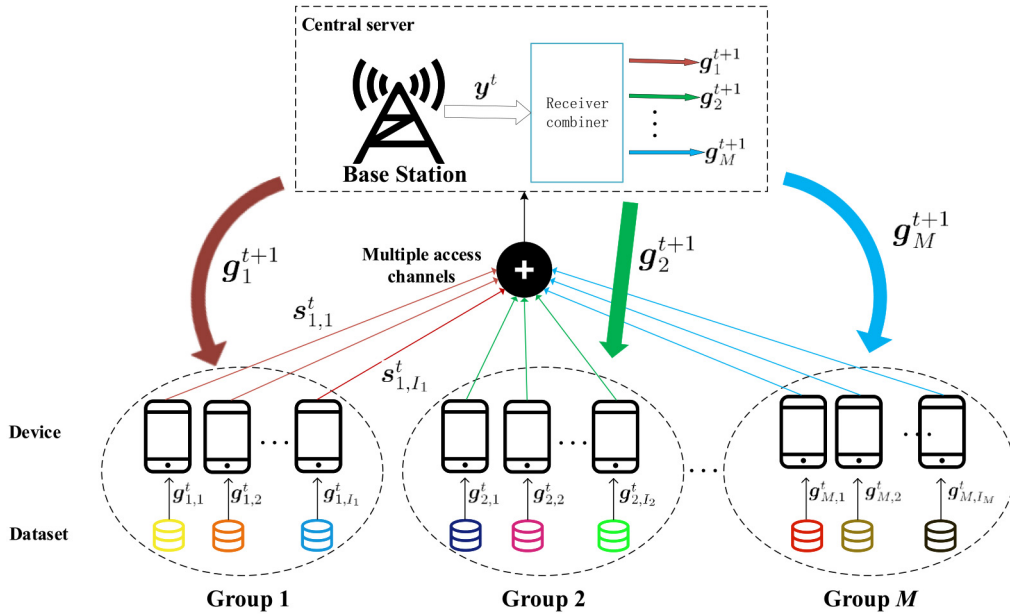 Central server
y^t
Receiver
combiner
g_1^{t+1}
g_2^{t+1}
⋮
g_M^{t+1}
Base Station
g_1^{t+1}
Multiple access
channels
+
g_2^{t+1}
g_M^{t+1}
s_{1,1}^t
s_{1,I_1}^t
Device
...
...
...
...
g_{1,1}^t g_{1,2}^t g_{1,I_1}^t g_{2,1}^t g_{2,2}^t g_{2,I_2}^t g_{M,1}^t g_{M,2}^t g_{M,I_M}^t
Dataset
Group 1 Group 2 Group M